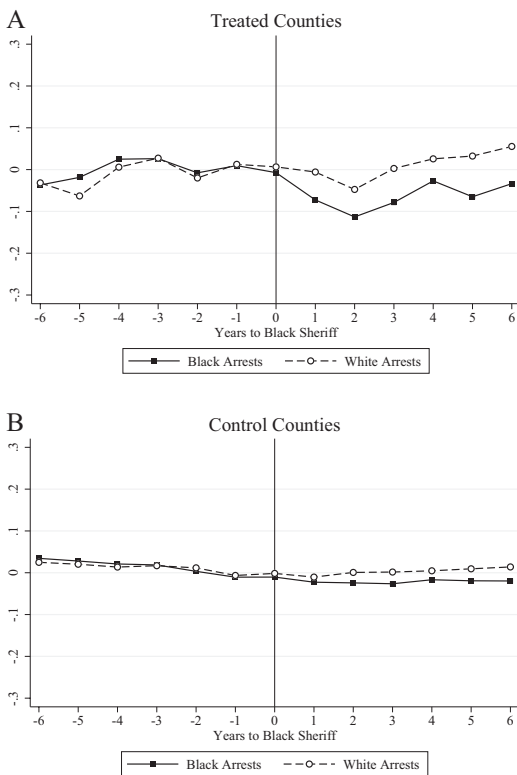 A
Treated Counties
.3
.2
.1
0
-.1
-.2
-.3
-6 -5 -4 -3 -2 -1 0 1 2 3 4 5 6
Years to Black Sheriff
Black Arrests White Arrests
B
Control Counties
.3
.2
.1
0
-.1
-.2
-.3
-6 -5 -4 -3 -2 -1 0 1 2 3 4 5 6
Years to Black Sheriff
Black Arrests White Arrests